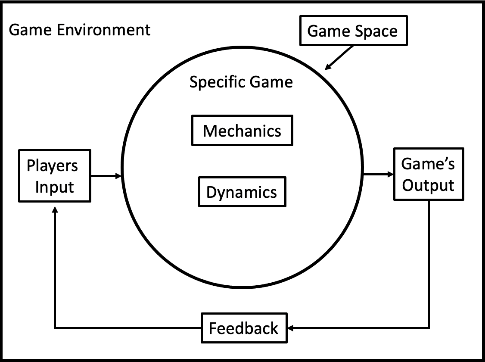 Game Environment
Game Space
Specific Game
Mechanics
Players
Input
Dynamics
Game's
Output
Feedback